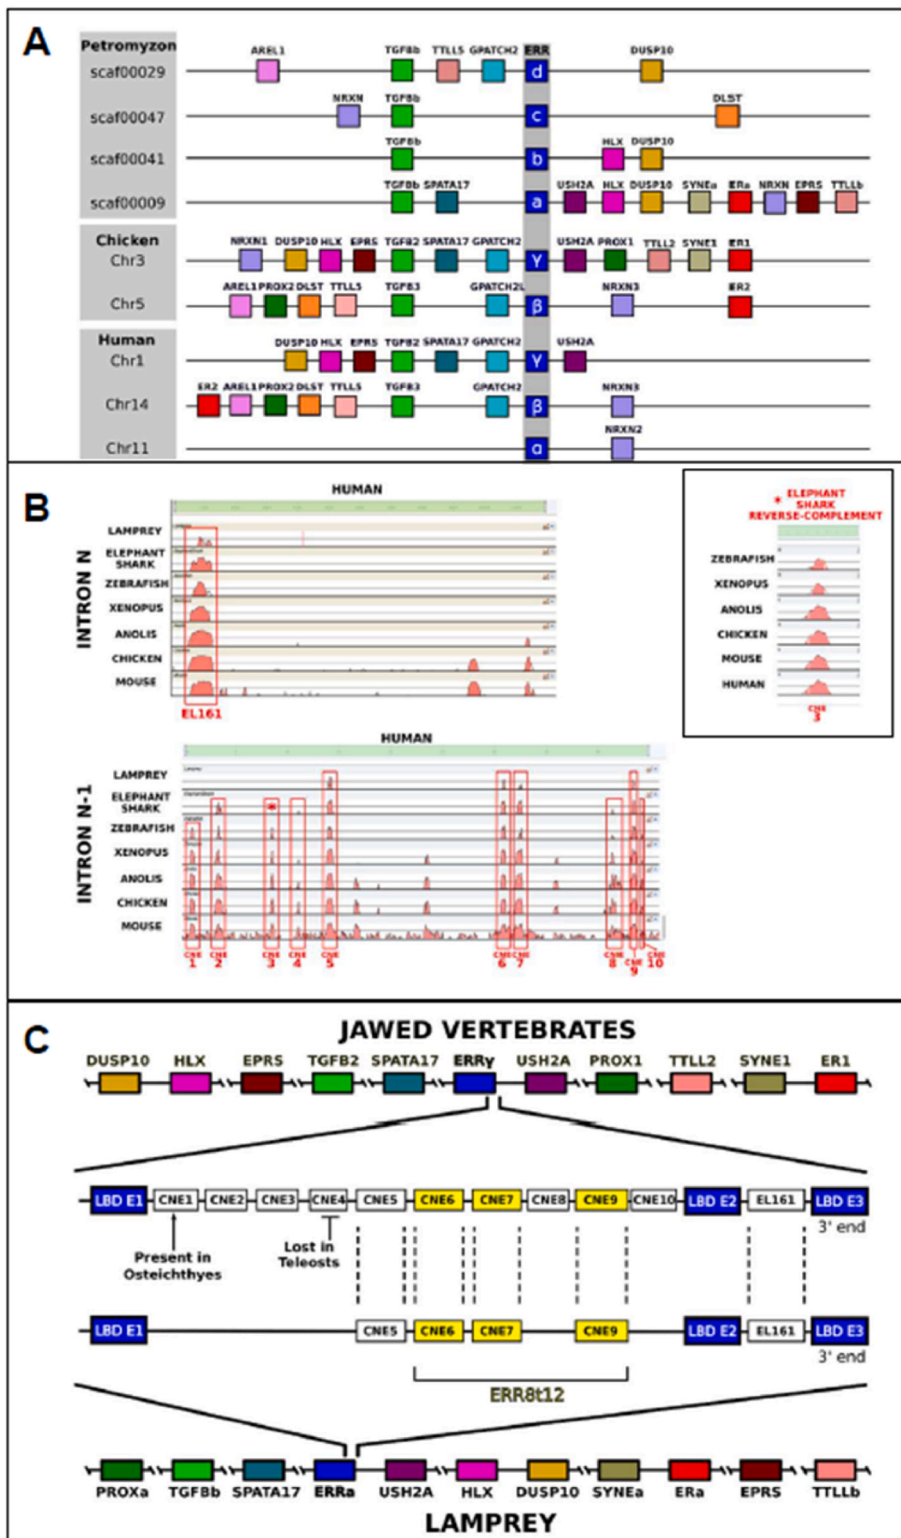 A
Petromyzon
ERR
scaf00029
AREL1 TGFBb TTLL5 GPATCH2 d DUSP10
scaf00047
NRXN TGFBb c DLST
scaf00041
TGFBb b HLX DUSP10
scaf00009
TGFBb SPATA17 a USH2A HLX DUSP10 SYNEa ERa NRXN EPRS TTLLb
Chicken
Chr3
NRXN1 DUSP10 HLX EPRS TGFB2 SPATA17 GPATCH2 γ USH2A PROX1 TTLL2 SYNE1 ER1
Chr5
AREL1 PROX2 DLST TTLL5 TGFB3 GPATCH2L β NRXN3 ER2
Human
Chr1
DUSP10 HLX EPRS TGFB2 SPATA17 GPATCH2 γ USH2A
Chr14
ER2 AREL1 PROX2 DLST TTLL5 TGFB3 GPATCH2 β NRXN3
Chr11
α NRXN2
B
HUMAN
INTRON N
LAMPREY
ELEPHANT
SHARK
ZEBRAFISH
XENOPUS
ANOLIS
CHICKEN
MOUSE
EL161
* ELEPHANT
SHARK
REVERSE-COMPLEMENT
ZEBRAFISH
XENOPUS
ANOLIS
CHICKEN
MOUSE
HUMAN
CNE
3
HUMAN
INTRON N-1
LAMPREY
ELEPHANT
SHARK
*
ZEBRAFISH
XENOPUS
ANOLIS
CHICKEN
MOUSE
CNE CNE CNE CNE CNE CNE CNE CNE CNE CNE
1 2 3 4 5 6 7 8 9 10
C
JAWED VERTEBRATES
DUSP10 HLX EPRS TGFB2 SPATA17 ERRγ USH2A PROX1 TTLL2 SYNE1 ER1
LBD E1 CNE1 CNE2 CNE3 CNE4 CNE5 CNE6 CNE7 CNE8 CNE9 CNE10 LBD E2 EL161 LBD E3
3' end
Present in
Osteichthyes
Lost in
Teleosts
LBD E1 CNE5 CNE6 CNE7 CNE9 LBD E2 EL161 LBD E3
3' end
ERR8t12
PROXa TGFBb SPATA17 ERRa USH2A HLX DUSP10 SYNEa ERa EPRS TTLLb
LAMPREY